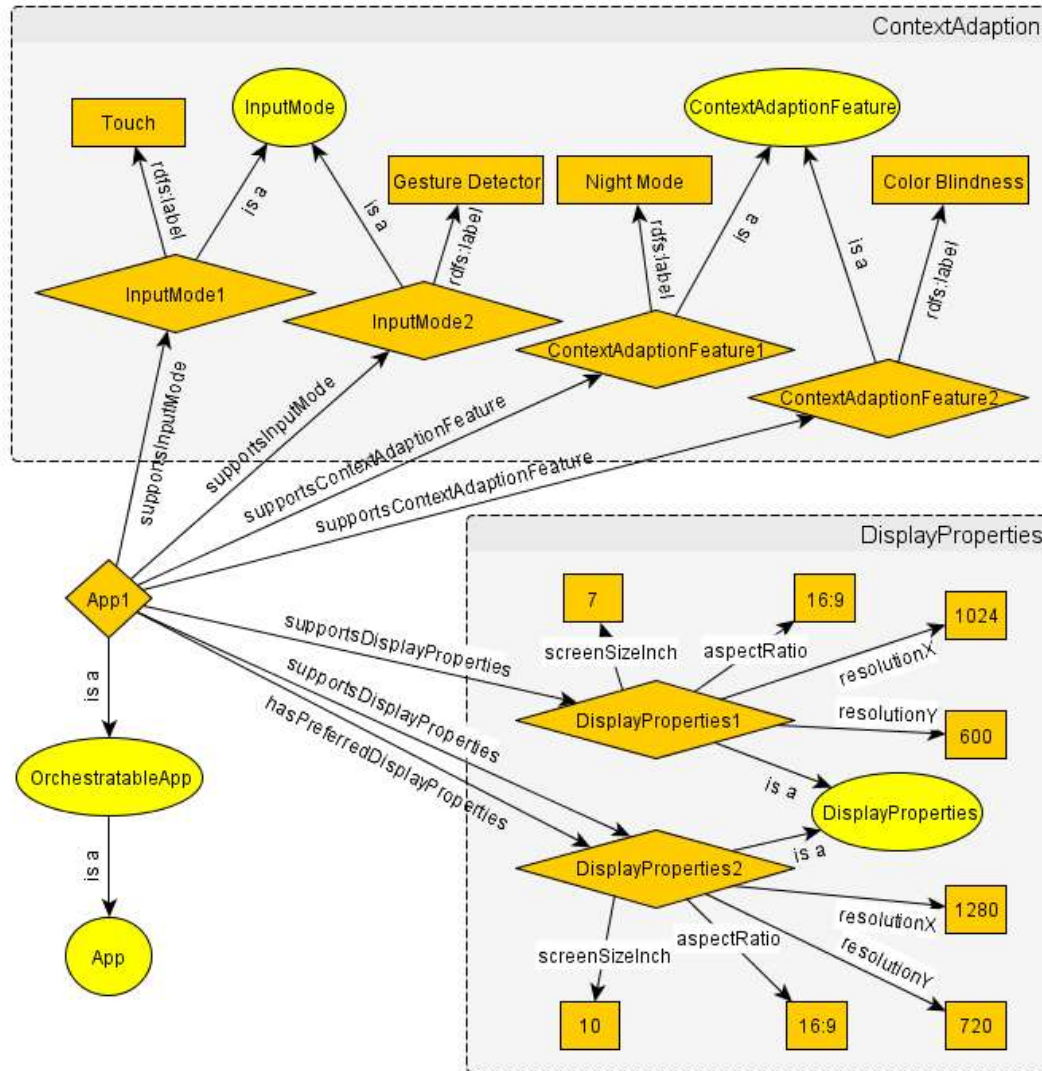 ContextAdaption
InputMode
ContextAdaptionFeature
Touch
Gesture Detector
Night Mode
Color Blindness
rdfs:label
is a
is a
rdfs:label
rdfs:label
is a
is a
rdfs:label
InputMode1
InputMode2
ContextAdaptionFeature1
ContextAdaptionFeature2
supportsInputMode
supportsInputMode
supportsContextAdaptionFeature
supportsContextAdaptionFeature
DisplayProperties
App1
7
16:9
1024
supportsDisplayProperties
screenSizeInch
aspectRatio
resolutionX
supportsDisplayProperties
hasPreferredDisplayProperties
DisplayProperties1
resolutionY
600
is a
is a
OrchestratableApp
DisplayProperties
is a
DisplayProperties2
is a
1280
resolutionX
aspectRatio
screenSizeInch
resolutionY
App
10
16:9
720